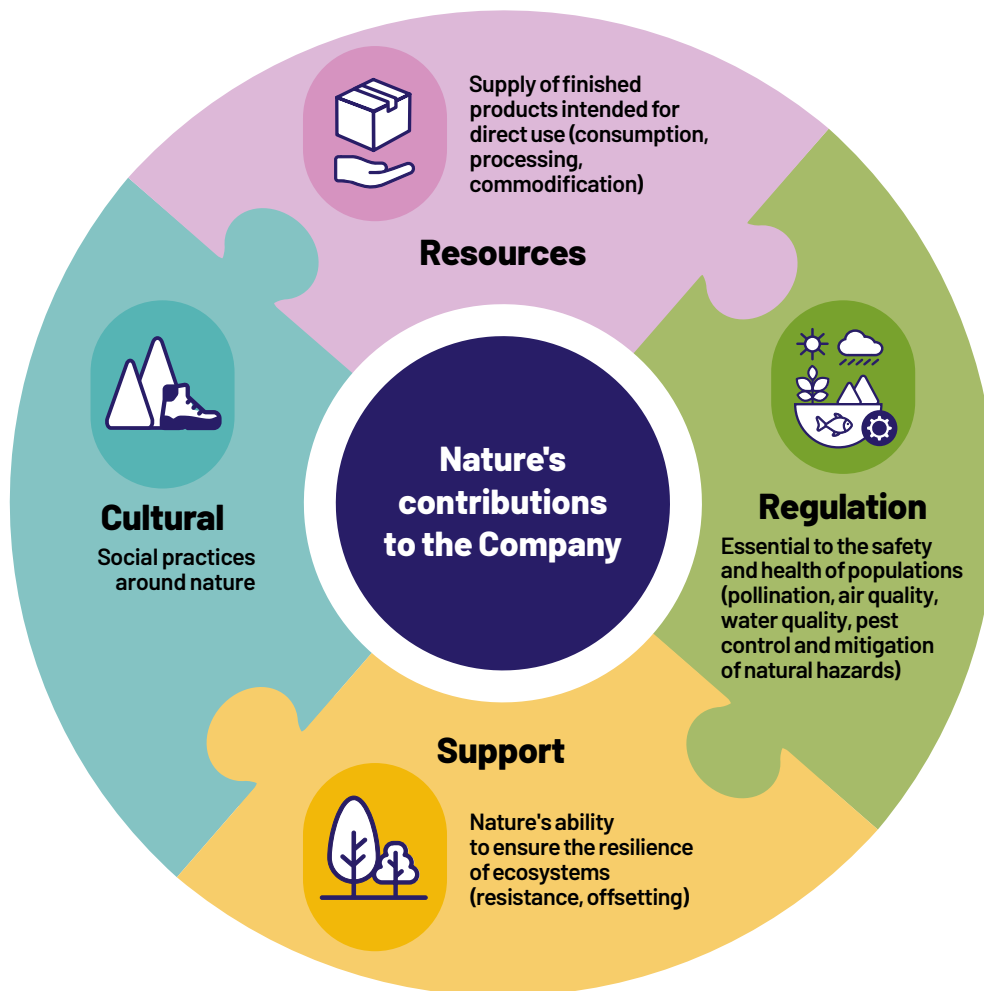 Supply of finished
products intended for
direct use (consumption,
processing,
commodification)
Resources
Nature's
contributions
to the Company
Cultural
Social practices
around nature
Regulation
Essential to the safety
and health of populations
(pollination, air quality,
water quality, pest
control and mitigation
of natural hazards)
Support
Nature's ability
to ensure the resilience
of ecosystems
(resistance, offsetting)